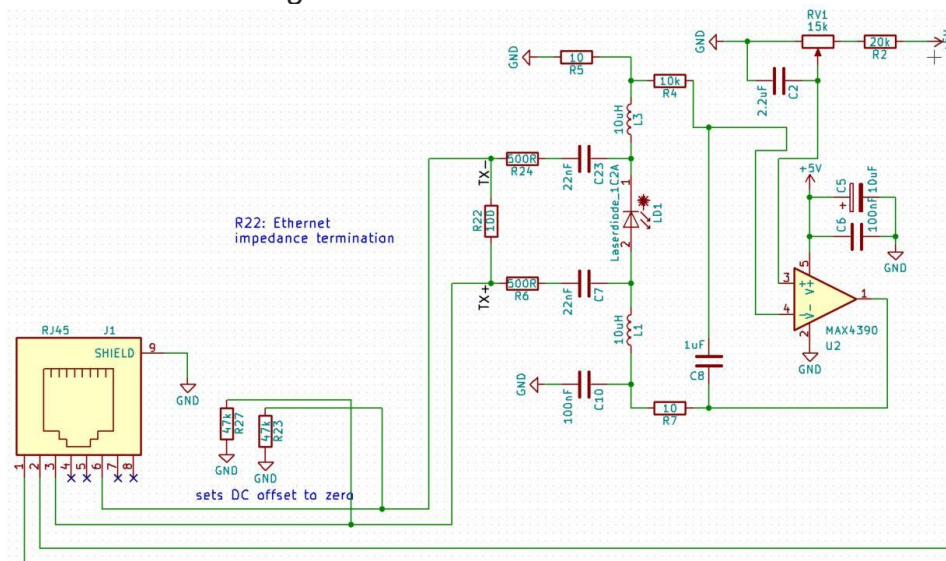 RV1
15k
GND
20k
R2
2.2uF
C2
GND
10
R5
10k
R4
10uH
L3
TX-
500R
R24
22nF
C23
1
Laserdiode_1C2A
LD1
2
+5V
C5
10uF
+
C6
100nF
GND
R22: Ethernet
impedance termination
R22
100
TX+
500R
R6
22nF
C7
10uH
L1
3
4
+
-
V+
V-
5
1
2
MAX4390
U2
GND
1uF
C8
GND
100nF
C10
10
R7
RJ45
J1
SHIELD
9
GND
47k
R27
47k
R23
GND
GND
sets DC offset to zero
1
2
3
4
5
6
7
8